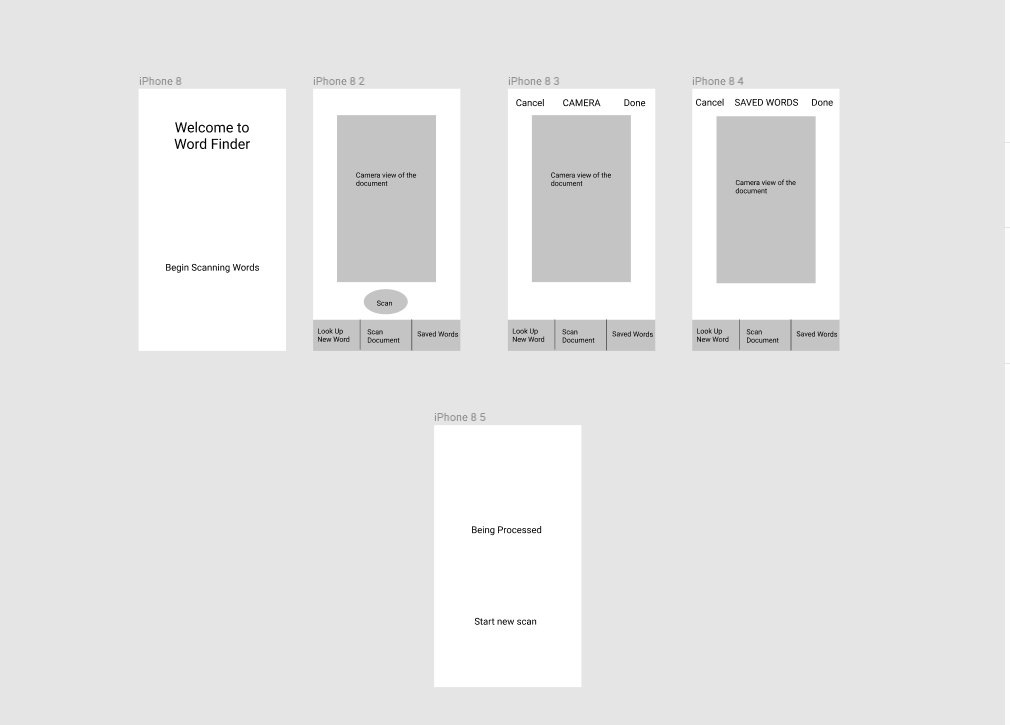 iPhone 8
Welcome to
Word Finder
Begin Scanning Words
iPhone 8 2
Camera view of the
document
Scan
Look Up
New Word
Scan
Document
Saved Words
iPhone 8 3
Cancel
CAMERA
Done
Camera view of the
document
Look Up
New Word
Scan
Document
Saved Words
iPhone 8 4
Cancel
SAVED WORDS
Done
Camera view of the
document
Look Up
New Word
Scan
Document
Saved Words
iPhone 8 5
Being Processed
Start new scan